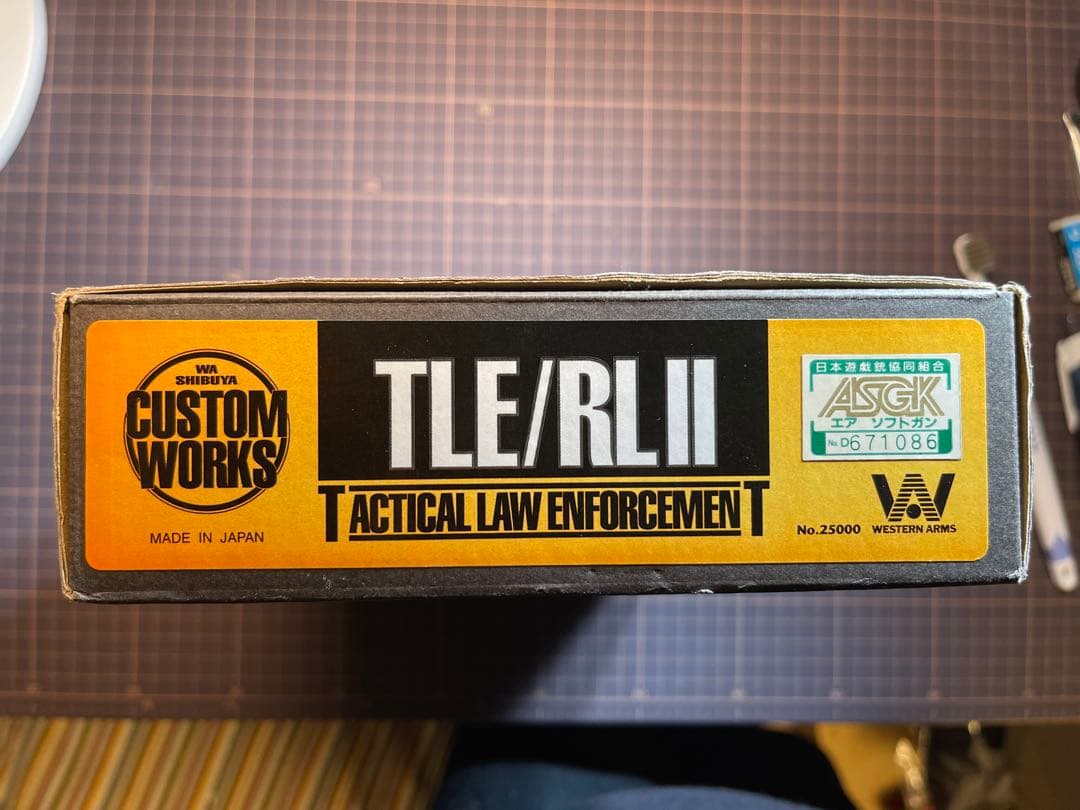 WA
SHIBUYA
CUSTOM
WORKS
MADE IN JAPAN
TLE/RLII
TACTICAL LAW ENFORCEMENT
日本遊戯銃協同組合
ASGK
エア ソフトガン
No. D671086
No.25000
WESTERN ARMS